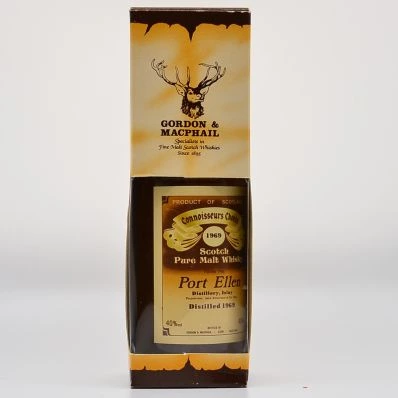 GORDON &
MACPHAIL
Specialists in
Fine Malt Scotch Whiskies
Since 1895
PRODUCT OF SCOTL
Connoisseurs Choice
1969
Scotch
Pure Malt Whisky
Port Ellen
Distillery, Islay
Distilled 1969
40%